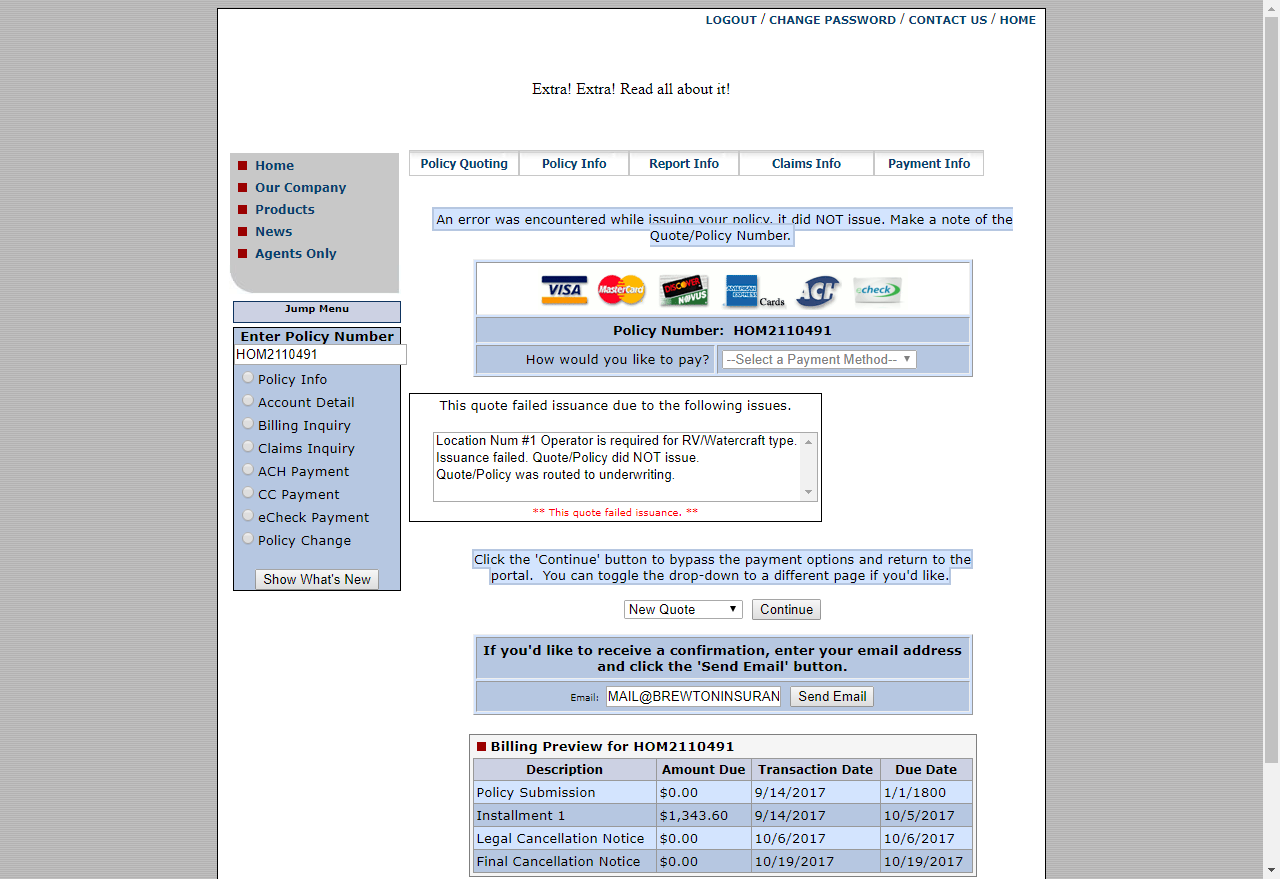 LOGOUT / CHANGE PASSWORD / CONTACT US / HOME
Extra! Extra! Read all about it!
Home
Our Company
Products
News
Agents Only
Policy Quoting Policy Info Report Info Claims Info Payment Info
Jump Menu
Enter Policy Number
HOM2110491
Policy Info
Account Detail
Billing Inquiry
Claims Inquiry
ACH Payment
CC Payment
eCheck Payment
Policy Change
Show What's New
An error was encountered while issuing your policy, it did NOT issue. Make a note of the
Quote/Policy Number.
VISA MasterCard DISCOVER NOVUS AMERICAN EXPRESS Cards ACH echeck
Policy Number: HOM2110491
How would you like to pay? --Select a Payment Method--
This quote failed issuance due to the following issues.
Location Num #1 Operator is required for RV/Watercraft type.
Issuance failed. Quote/Policy did NOT issue.
Quote/Policy was routed to underwriting.
** This quote failed issuance. **
Click the 'Continue' button to bypass the payment options and return to the
portal. You can toggle the drop-down to a different page if you'd like.
New Quote Continue
If you'd like to receive a confirmation, enter your email address
and click the 'Send Email' button.
Email: MAIL@BREWTONINSURAN Send Email
Billing Preview for HOM2110491
Description Amount Due Transaction Date Due Date
Policy Submission $0.00 9/14/2017 1/1/1800
Installment 1 $1,343.60 9/14/2017 10/5/2017
Legal Cancellation Notice $0.00 10/6/2017 10/6/2017
Final Cancellation Notice $0.00 10/19/2017 10/19/2017